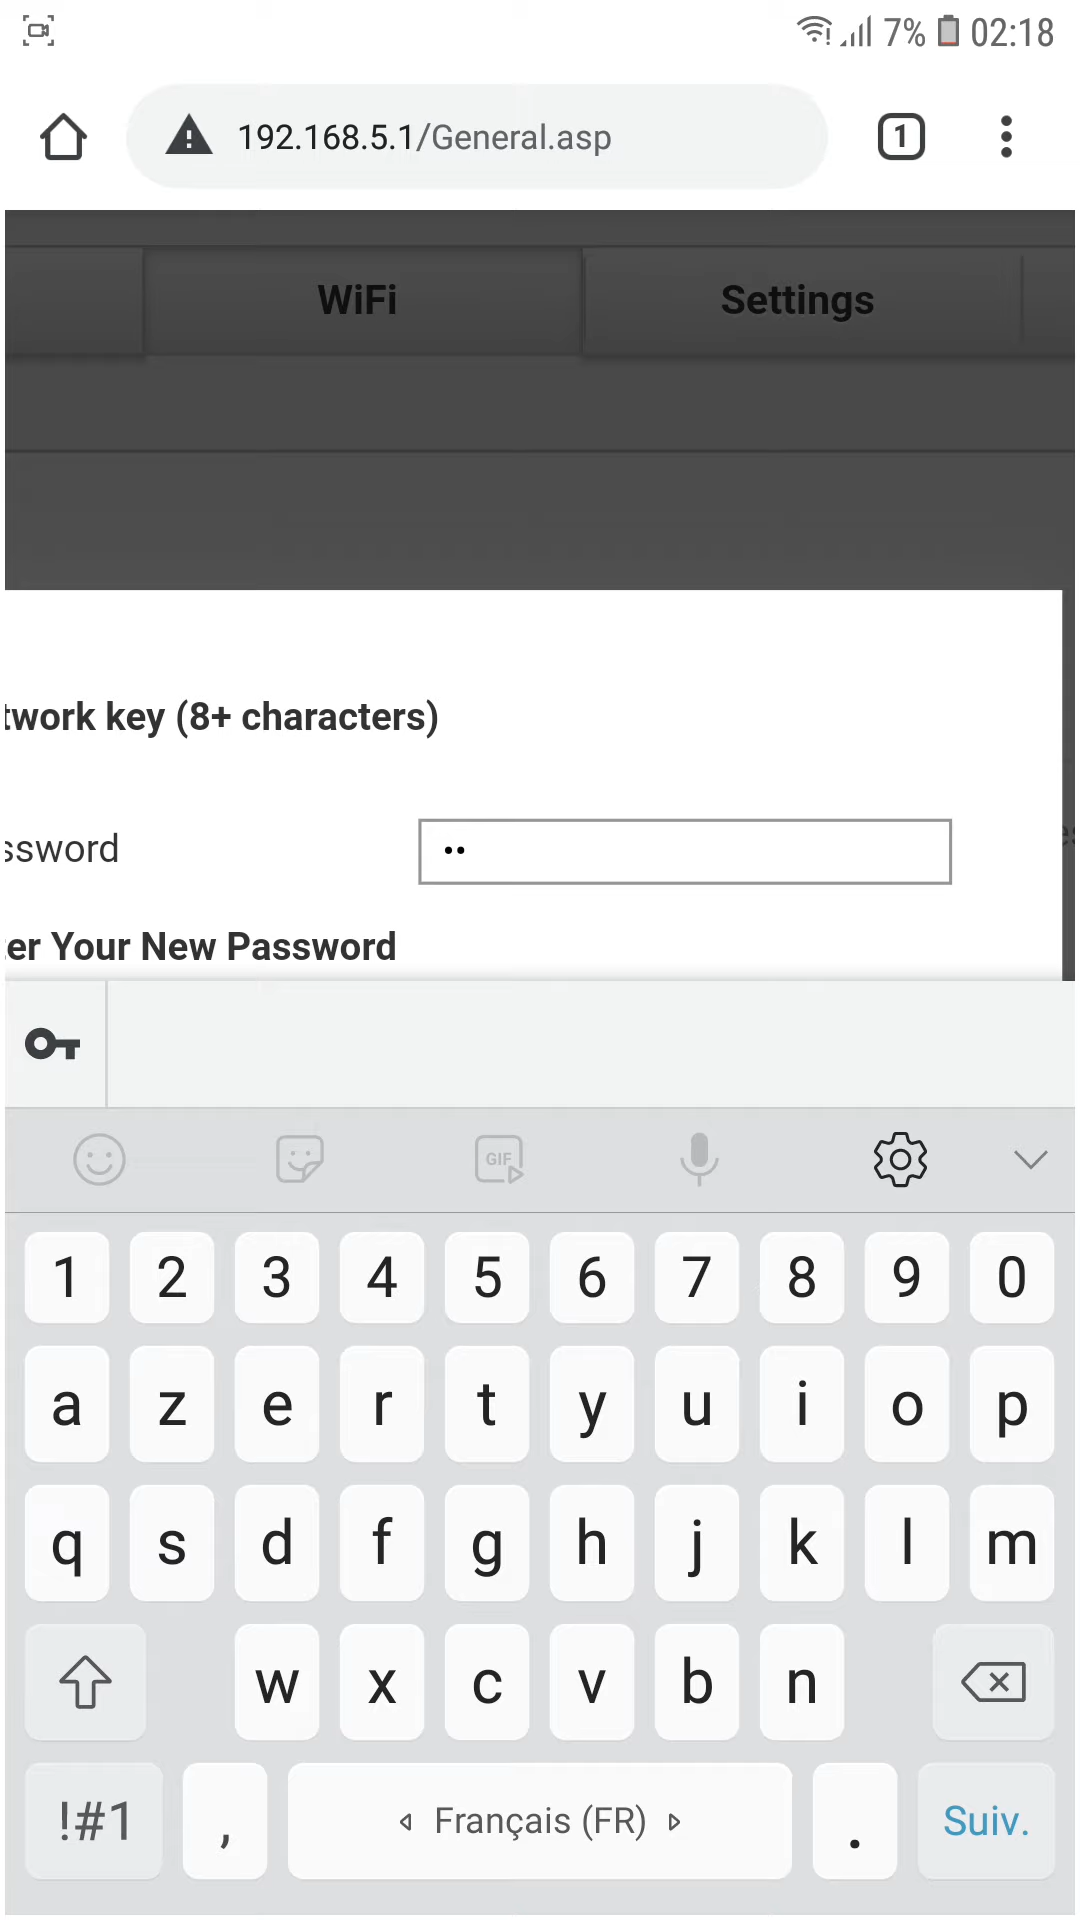 7% 02:18
192.168.5.1/General.asp 1
WiFi Settings
twork key (8+ characters)
ssword ••
er Your New Password
GIF
1 2 3 4 5 6 7 8 9 0
a z e r t y u i o p
q s d f g h j k l m
w x c v b n
!#1 , Français (FR) . Suiv.